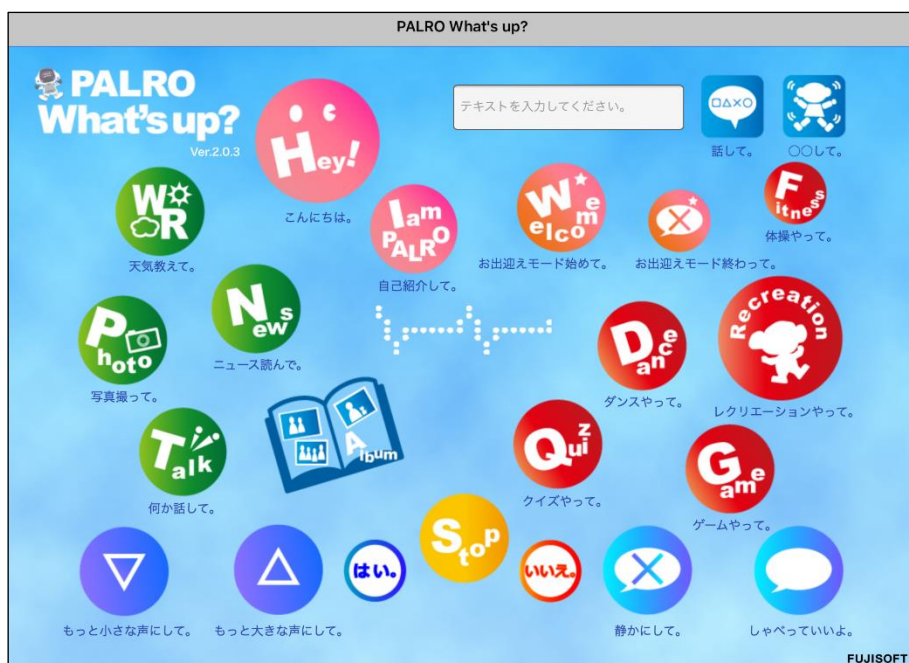 PALRO What's up?
PALRO
What's up?
Ver.2.0.3
Hey!
こんにちは。
テキストを入力してください。
話して。
○○して。
WR
天気教えて。
I am
PALRO
自己紹介して。
Welcome
お出迎えモード始めて。
お出迎えモード終わって。
Fitness
体操やって。
Photo
写真撮って。
News
ニュース読んで。
Dance
ダンスやって。
Recreation
レクリエーションやって。
Talk
何か話して。
Album
Quiz
クイズやって。
Game
ゲームやって。
もっと小さな声にして。
もっと大きな声にして。
はい。
Stop
いいえ。
静かにして。
しゃべっていいよ。
FUJISOFT